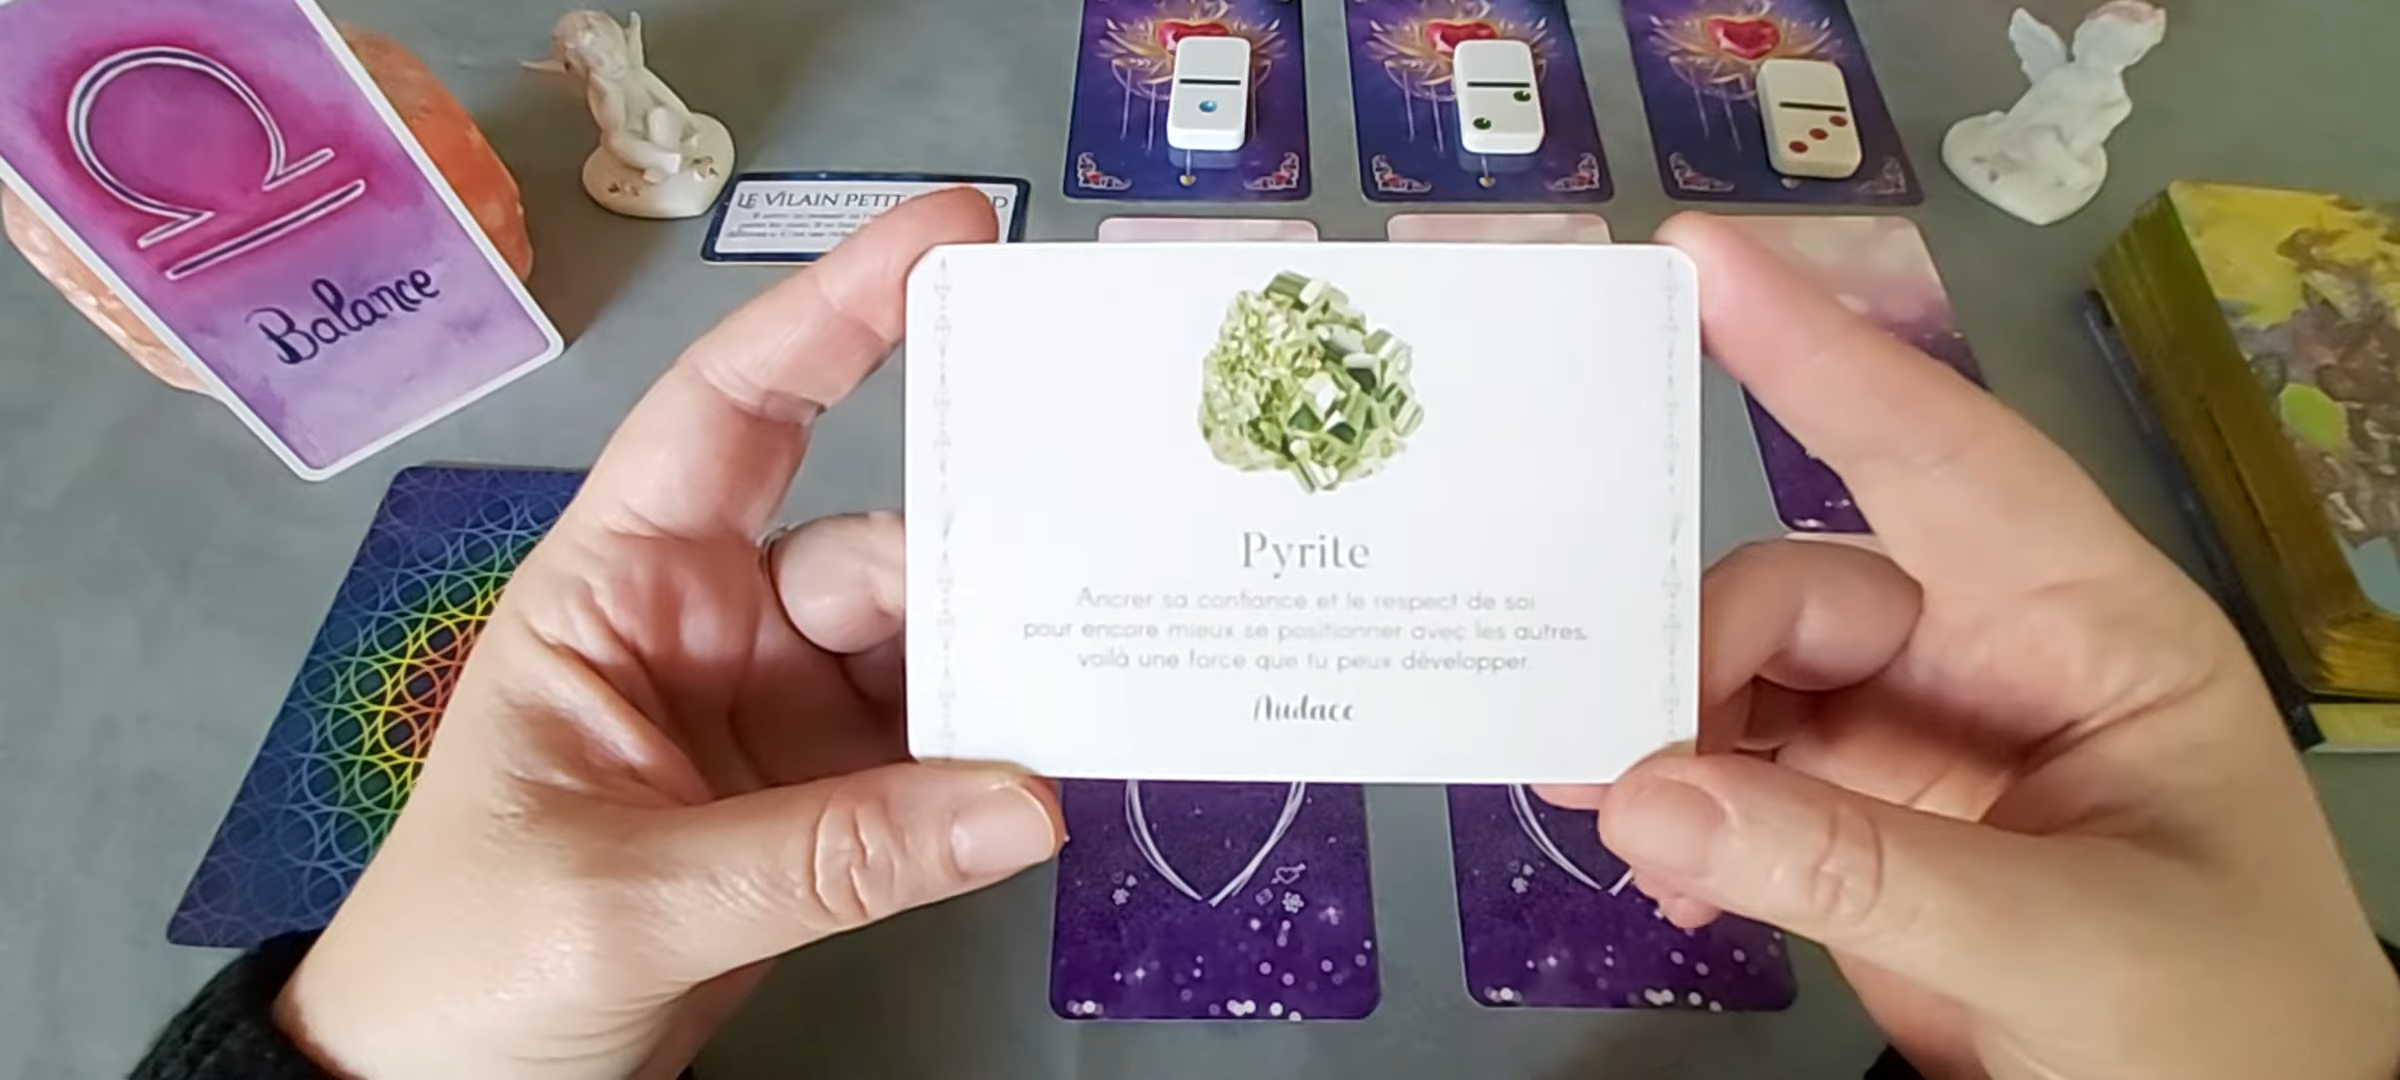 Balance
LE VILAIN PETIT
Pyrite
Ancrer sa confiance et le respect de soi
pour encore mieux se positionner avec les autres,
voilà une force que tu peux développer.
Audace